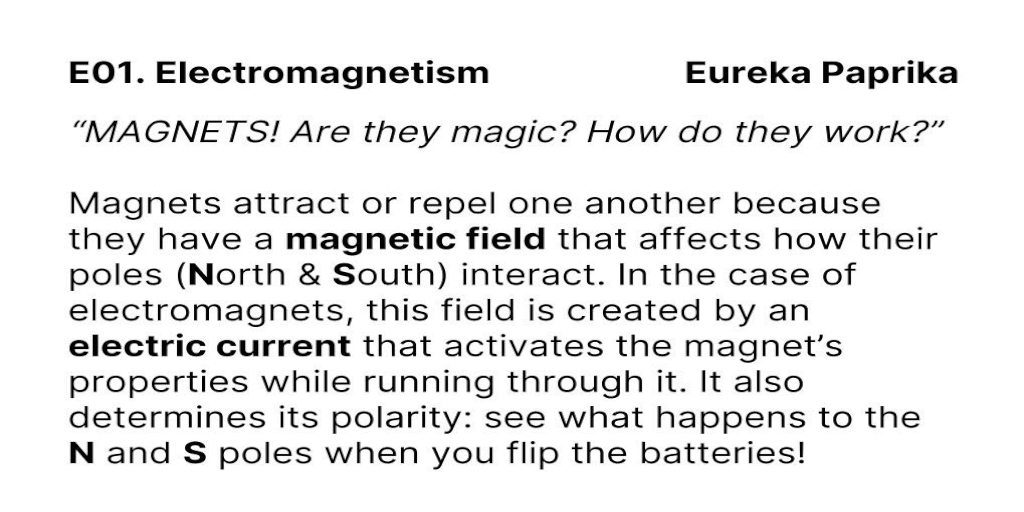 E01. Electromagnetism Eureka Paprika
“MAGNETS! Are they magic? How do they work?”
Magnets attract or repel one another because
they have a magnetic field that affects how their
poles (North & South) interact. In the case of
electromagnets, this field is created by an
electric current that activates the magnet’s
properties while running through it. It also
determines its polarity: see what happens to the
N and S poles when you flip the batteries!